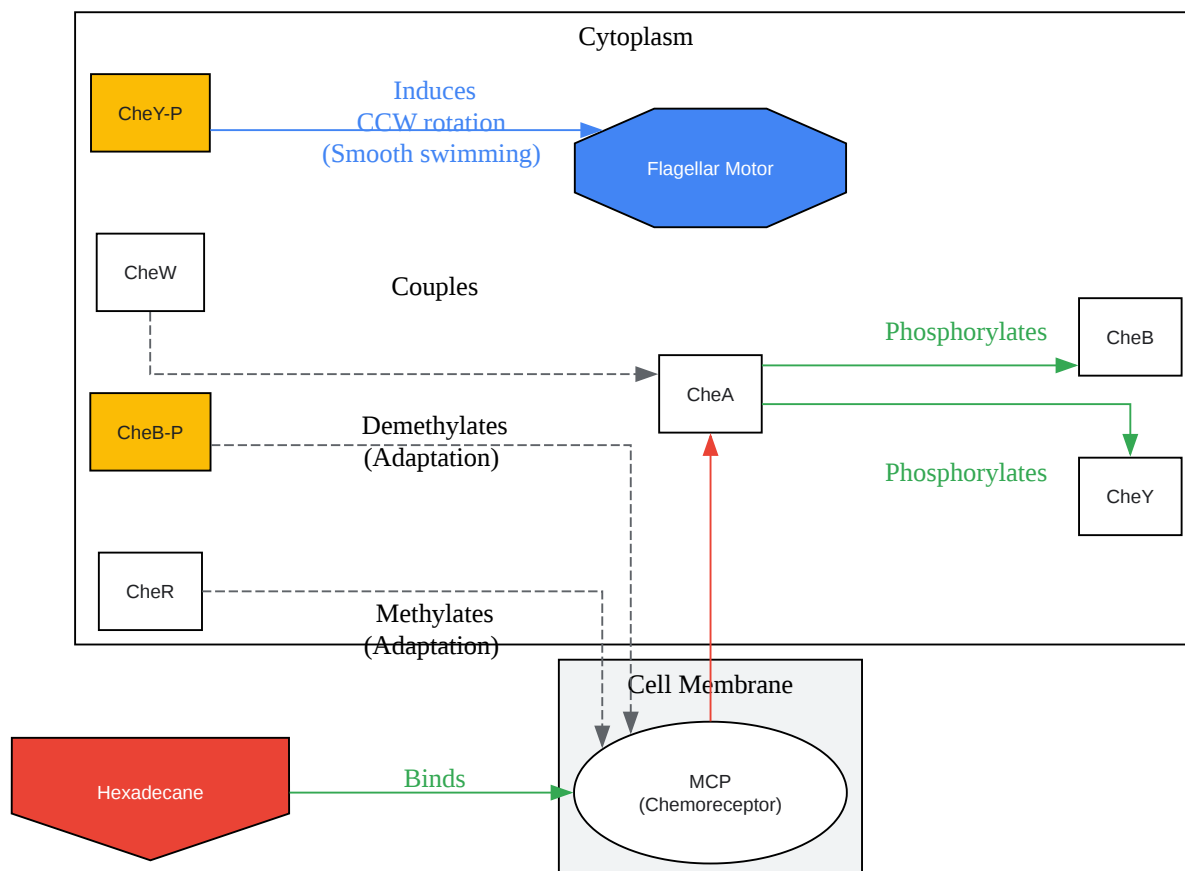 Cytoplasm
CheY-P
Induces
CCW rotation
(Smooth swimming)
Flagellar Motor
CheW
Couples
CheA
Phosphorylates
CheB
Phosphorylates
CheY
CheB-P
Demethylates
(Adaptation)
CheR
Methylates
(Adaptation)
Cell Membrane
Hexadecane
Binds
MCP
(Chemoreceptor)